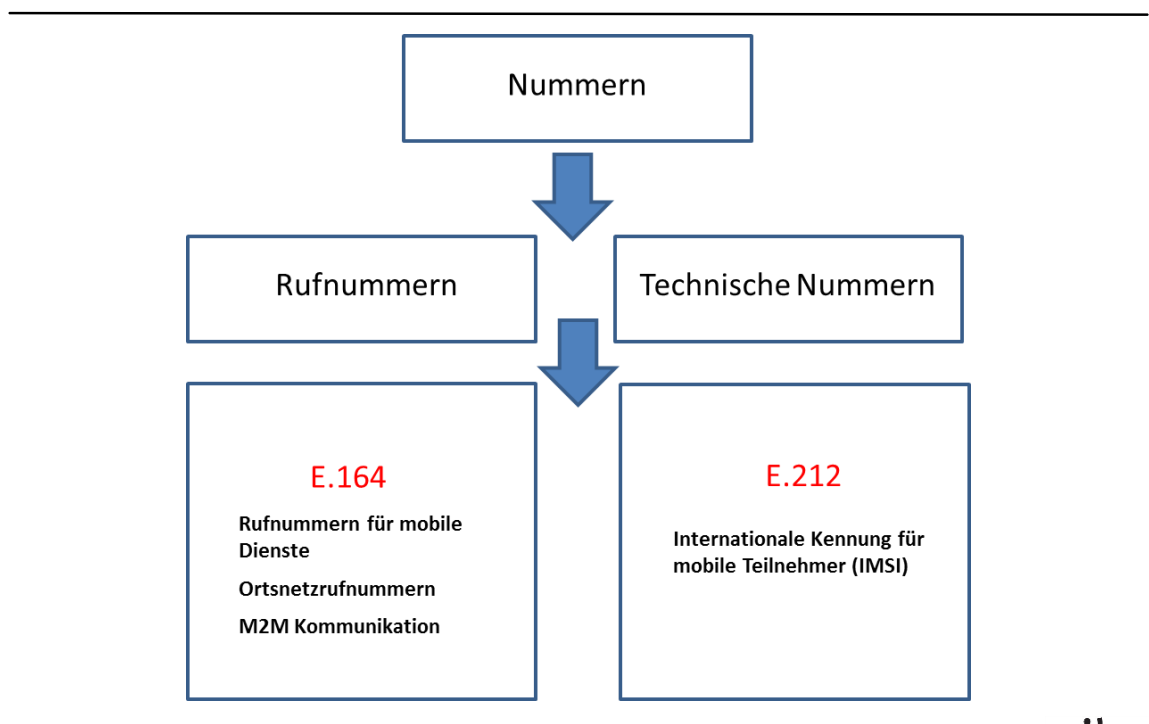 Nummern
Rufnummern
Technische Nummern
E.164
Rufnummern für mobile
Dienste
Ortsnetzrufnummern
M2M Kommunikation
E.212
Internationale Kennung für
mobile Teilnehmer (IMSI)